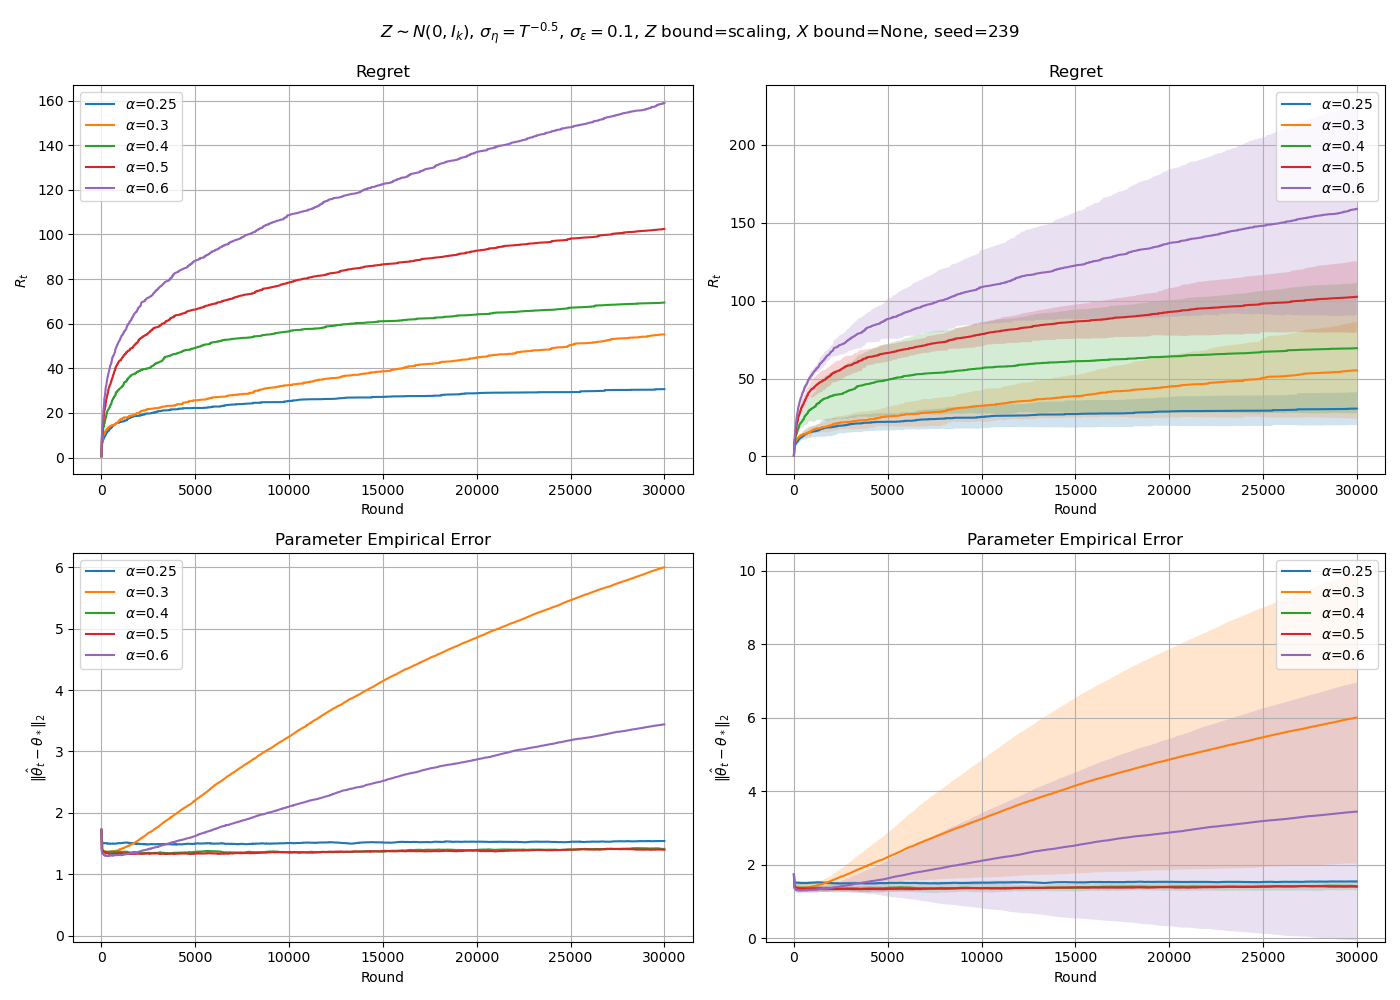 Z ∼ N(0, I_k), σ_η = T^{−0.5}, σ_ε = 0.1, Z bound=scaling, X bound=None, seed=239
Regret
R_t
160
140
120
100
80
60
40
20
0
α=0.25
α=0.3
α=0.4
α=0.5
α=0.6
0 5000 10000 15000 20000 25000 30000
Round
Regret
R_t
200
150
100
50
0
α=0.25
α=0.3
α=0.4
α=0.5
α=0.6
0 5000 10000 15000 20000 25000 30000
Round
Parameter Empirical Error
‖θ̂_t − θ_*‖_2
6
5
4
3
2
1
0
α=0.25
α=0.3
α=0.4
α=0.5
α=0.6
0 5000 10000 15000 20000 25000 30000
Round
Parameter Empirical Error
‖θ̂_t − θ_*‖_2
10
8
6
4
2
0
α=0.25
α=0.3
α=0.4
α=0.5
α=0.6
0 5000 10000 15000 20000 25000 30000
Round